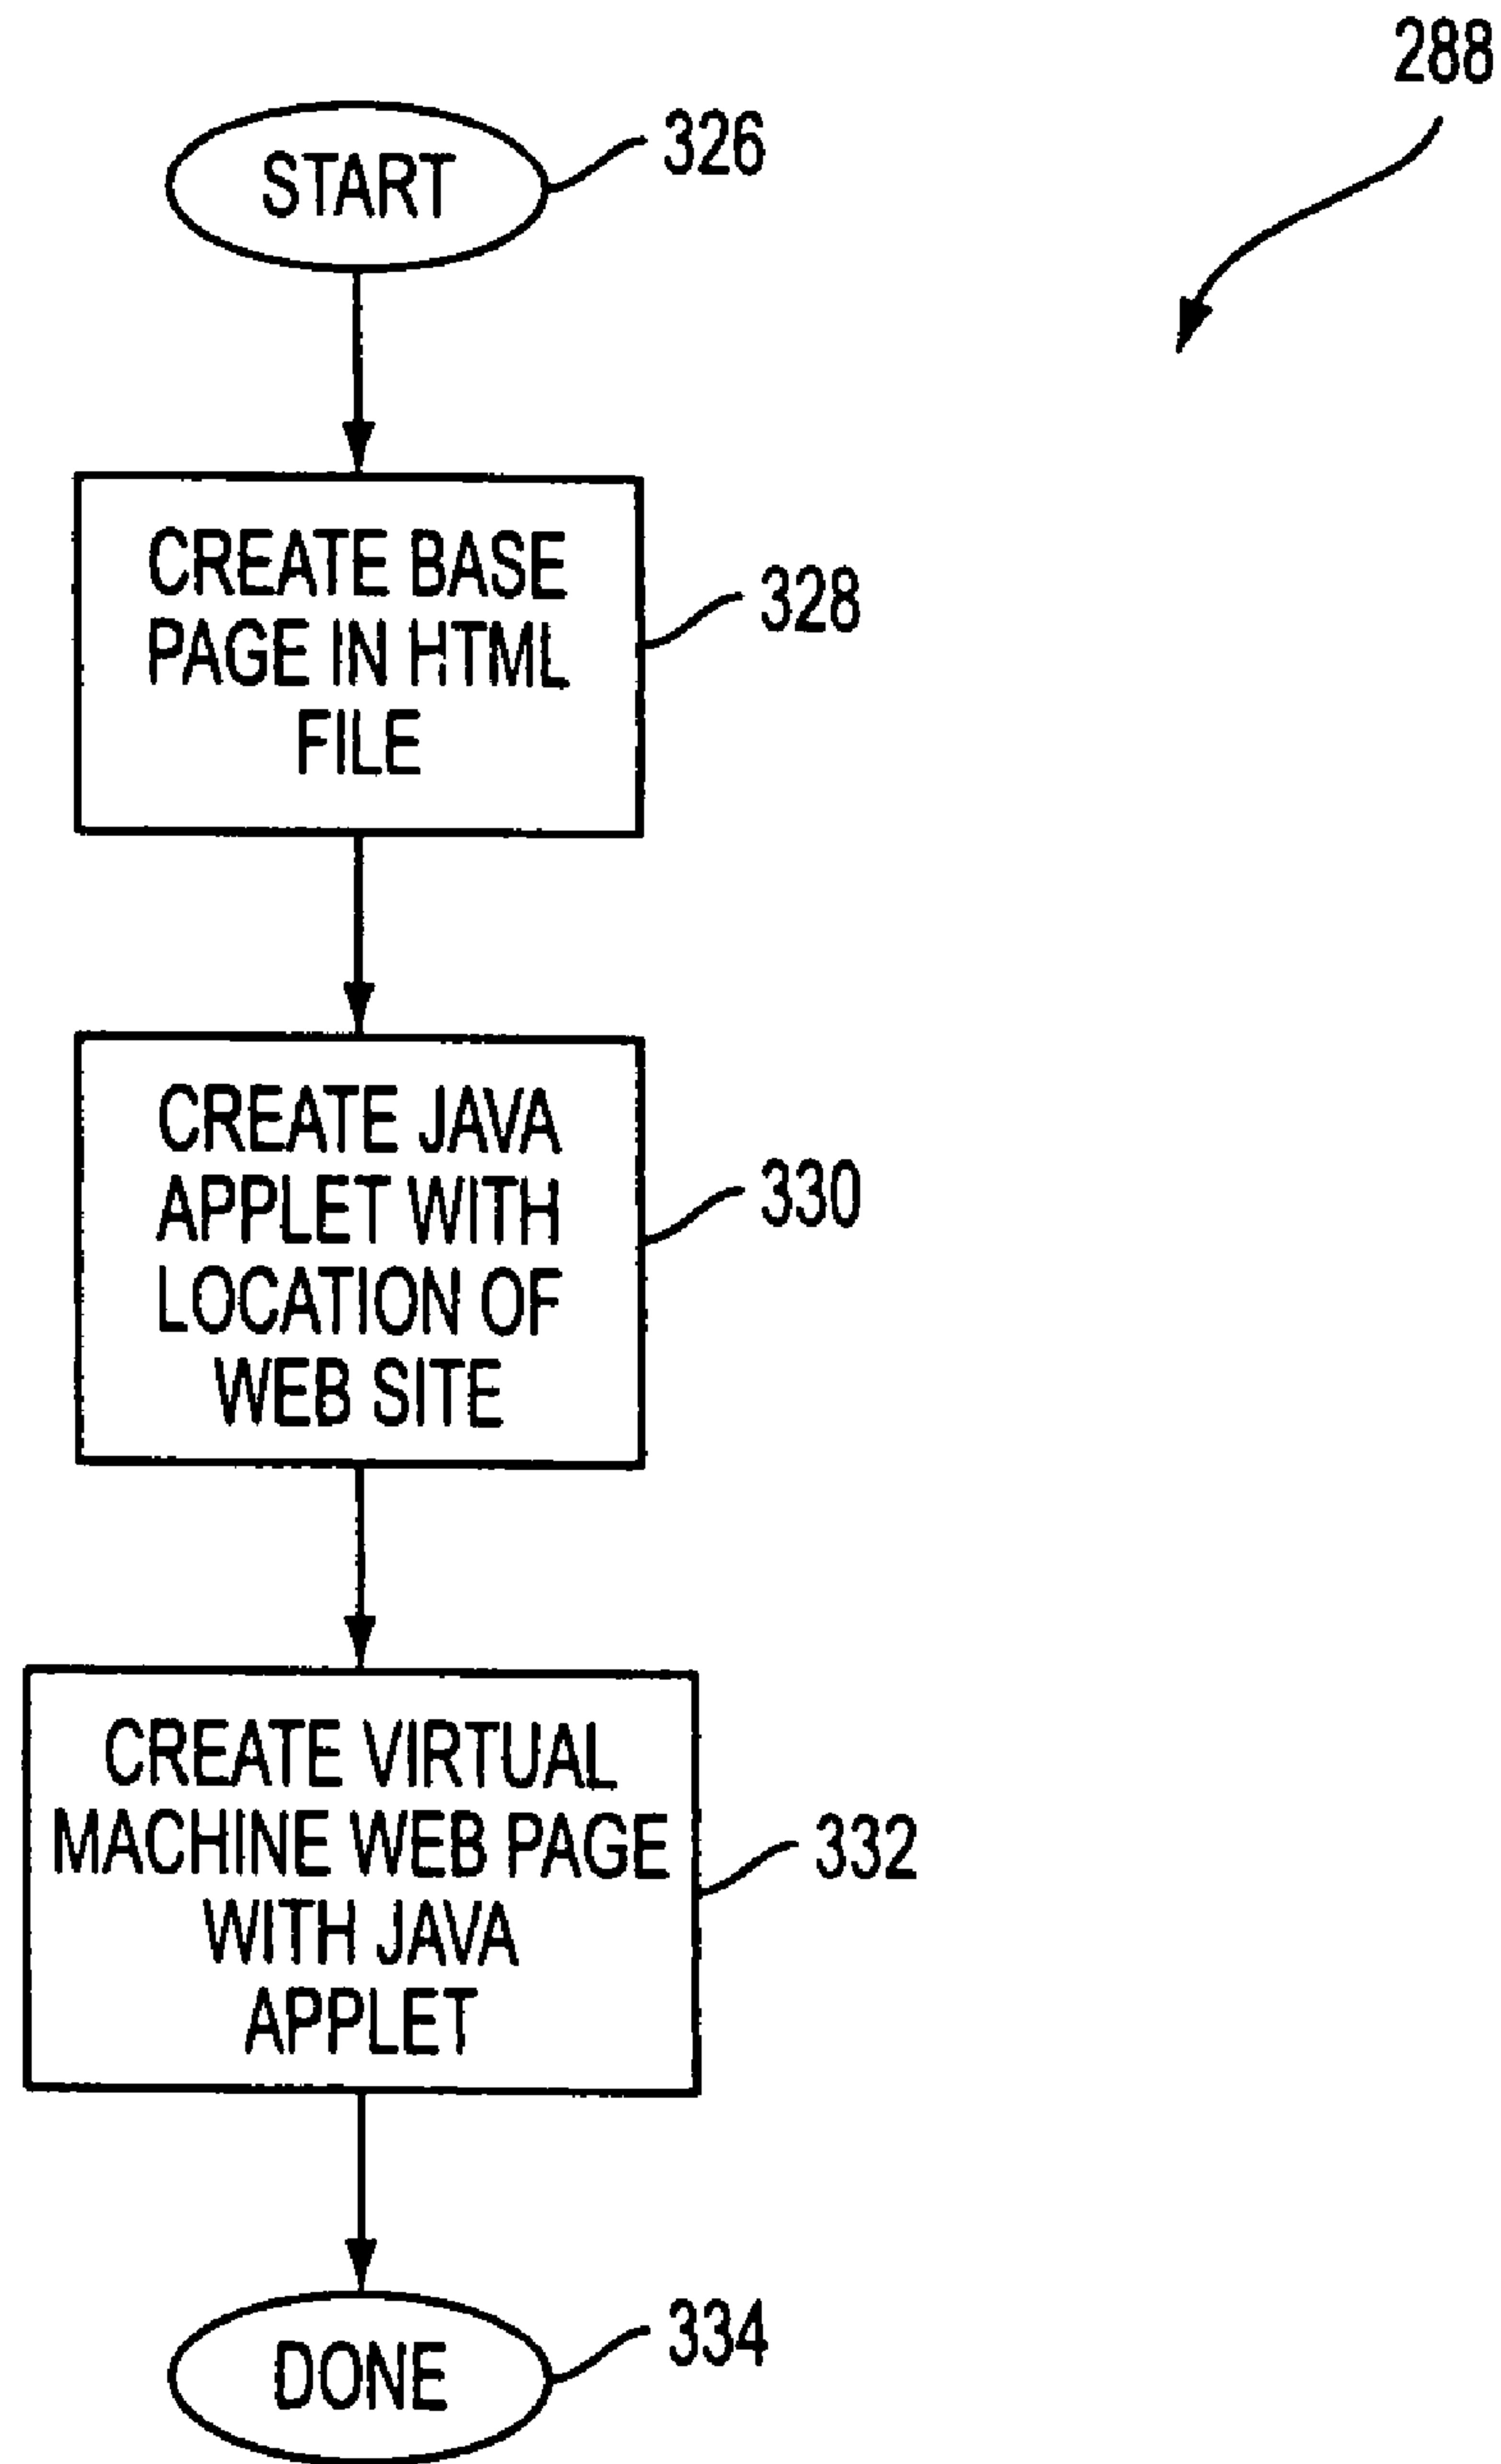 288
START
326
CREATE BASE
PAGE IN HTML
FILE
328
CREATE JAVA
APPLET WITH
LOCATION OF
WEB SITE
330
CREATE VIRTUAL
MACHINE WEB PAGE
WITH JAVA
APPLET
332
DONE
334